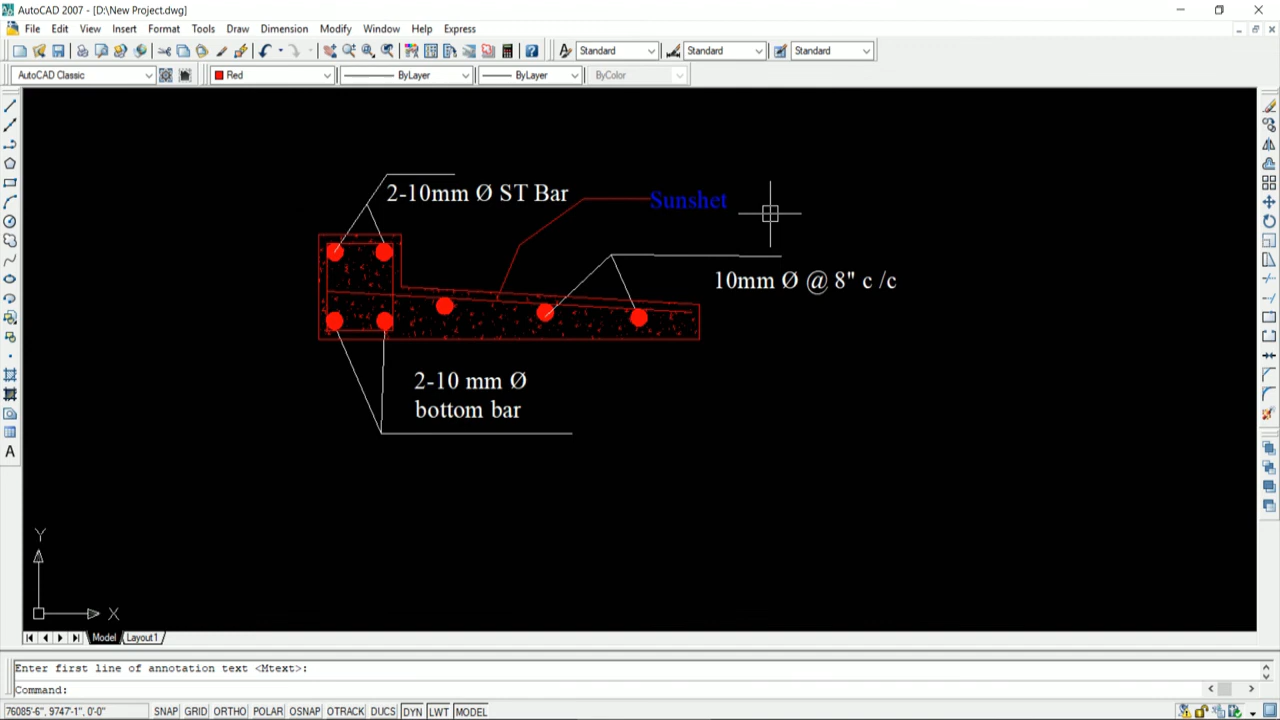 AutoCAD 2007 - [D:\New Project.dwg]
File Edit View Insert Format Tools Draw Dimension Modify Window Help Express
Standard Standard Standard
AutoCAD Classic Red ByLayer ByLayer ByColor
2-10mm Ø ST Bar
Sunshet
10mm Ø @ 8" c /c
2-10 mm Ø
bottom bar
Y
X
A
Model Layout1
Enter first line of annotation text <Mtext>:
Command:
76085'-6", 9747'-1", 0'-0" SNAP GRID ORTHO POLAR OSNAP OTRACK DUCS DYN LWT MODEL